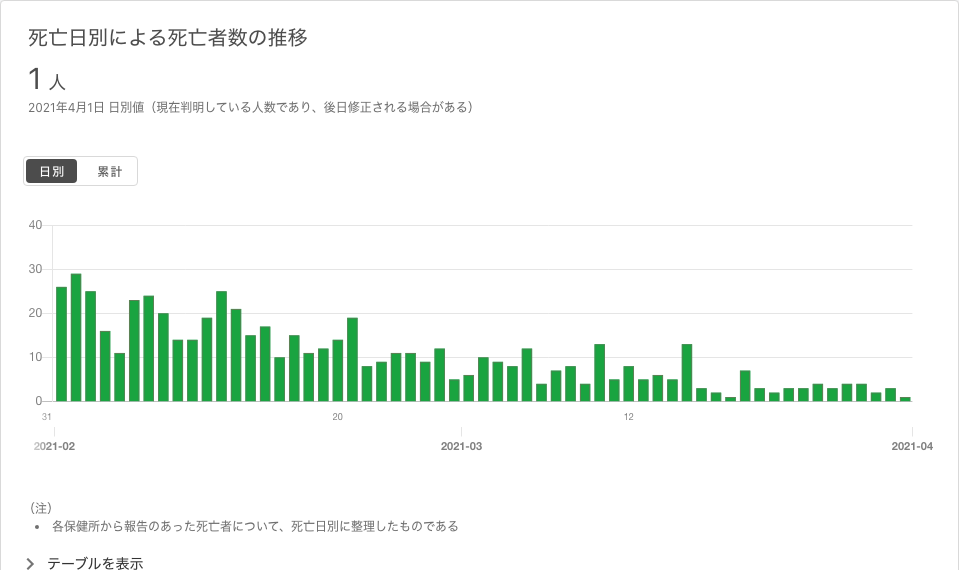 死亡日別による死亡者数の推移
1 人
2021年4月1日 日別値（現在判明している人数であり、後日修正される場合がある）
日別 累計
40
30
20
10
0
31 20 12
2021-02 2021-03 2021-04
（注）
• 各保健所から報告のあった死亡者について、死亡日別に整理したものである
テーブルを表示